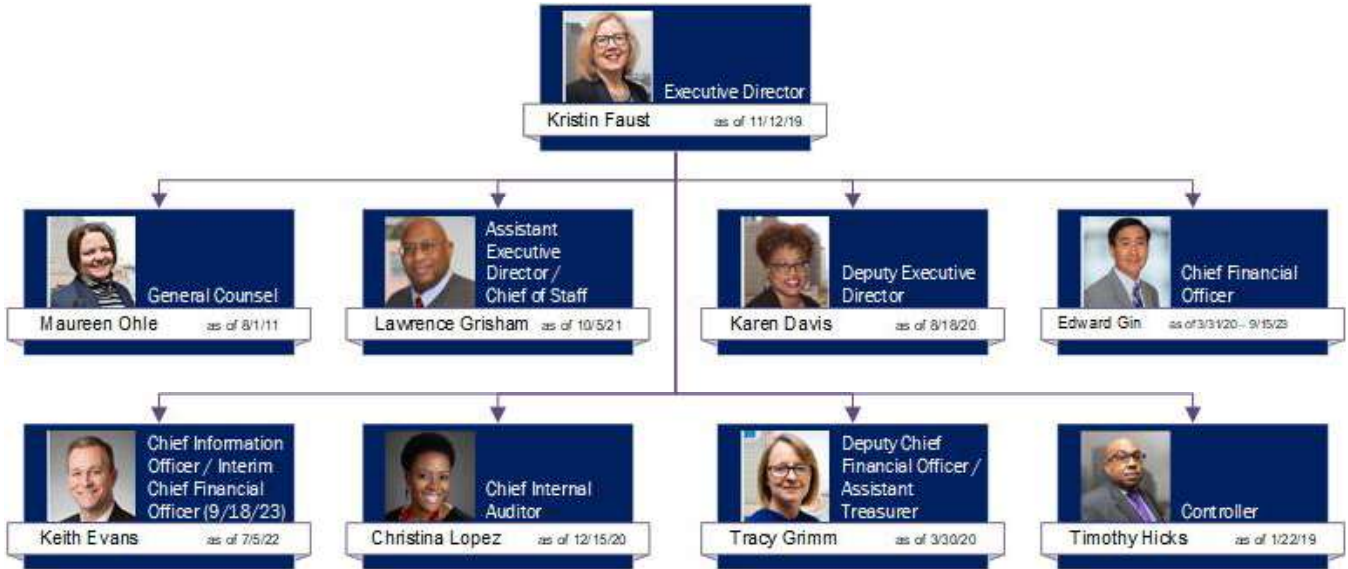 Executive Director
Kristin Faust as of 11/12/19
General Counsel
Maureen Ohle as of 8/1/11
Assistant
Executive
Director /
Chief of Staff
Lawrence Grisham as of 10/5/21
Deputy Executive
Director
Karen Davis as of 8/18/20
Chief Financial
Officer
Edward Gin as of 3/31/20 – 9/15/23
Chief Information
Officer / Interim
Chief Financial
Officer (9/18/23)
Keith Evans as of 7/5/22
Chief Internal
Auditor
Christina Lopez as of 12/15/20
Deputy Chief
Financial Officer /
Assistant
Treasurer
Tracy Grimm as of 3/30/20
Controller
Timothy Hicks as of 1/22/19